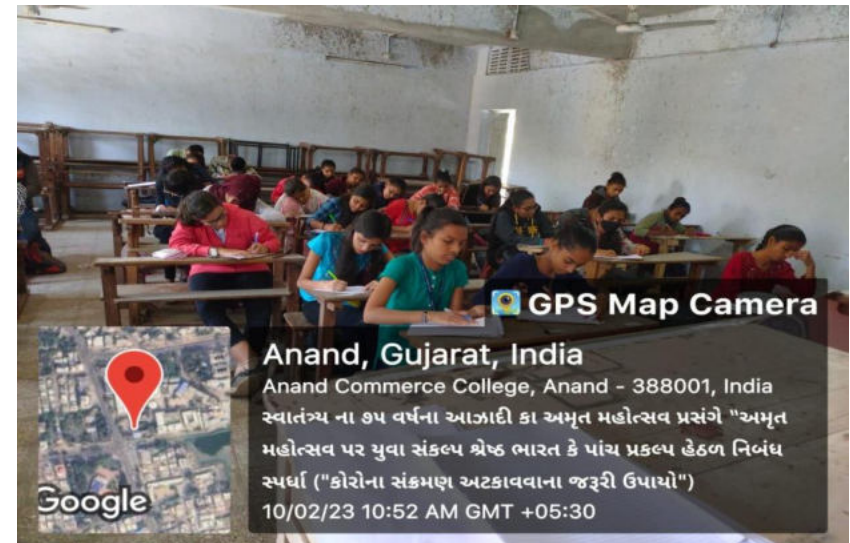 GPS Map Camera
Anand, Gujarat, India
Anand Commerce College, Anand - 388001, India
સ્વાતંત્ર્ય ના ૭૫ વર્ષના આઝાદી કા અમૃત મહોત્સવ પ્રસંગે "અમૃત
મહોત્સવ પર યુવા સંકલ્પ શ્રેષ્ઠ ભારત કે પાંચ પ્રકલ્પ હેઠળ નિબંધ
સ્પર્ધા ("કોરોના સંક્રમણ અટકાવવાના જરૂરી ઉપાયો")
10/02/23 10:52 AM GMT +05:30
Google